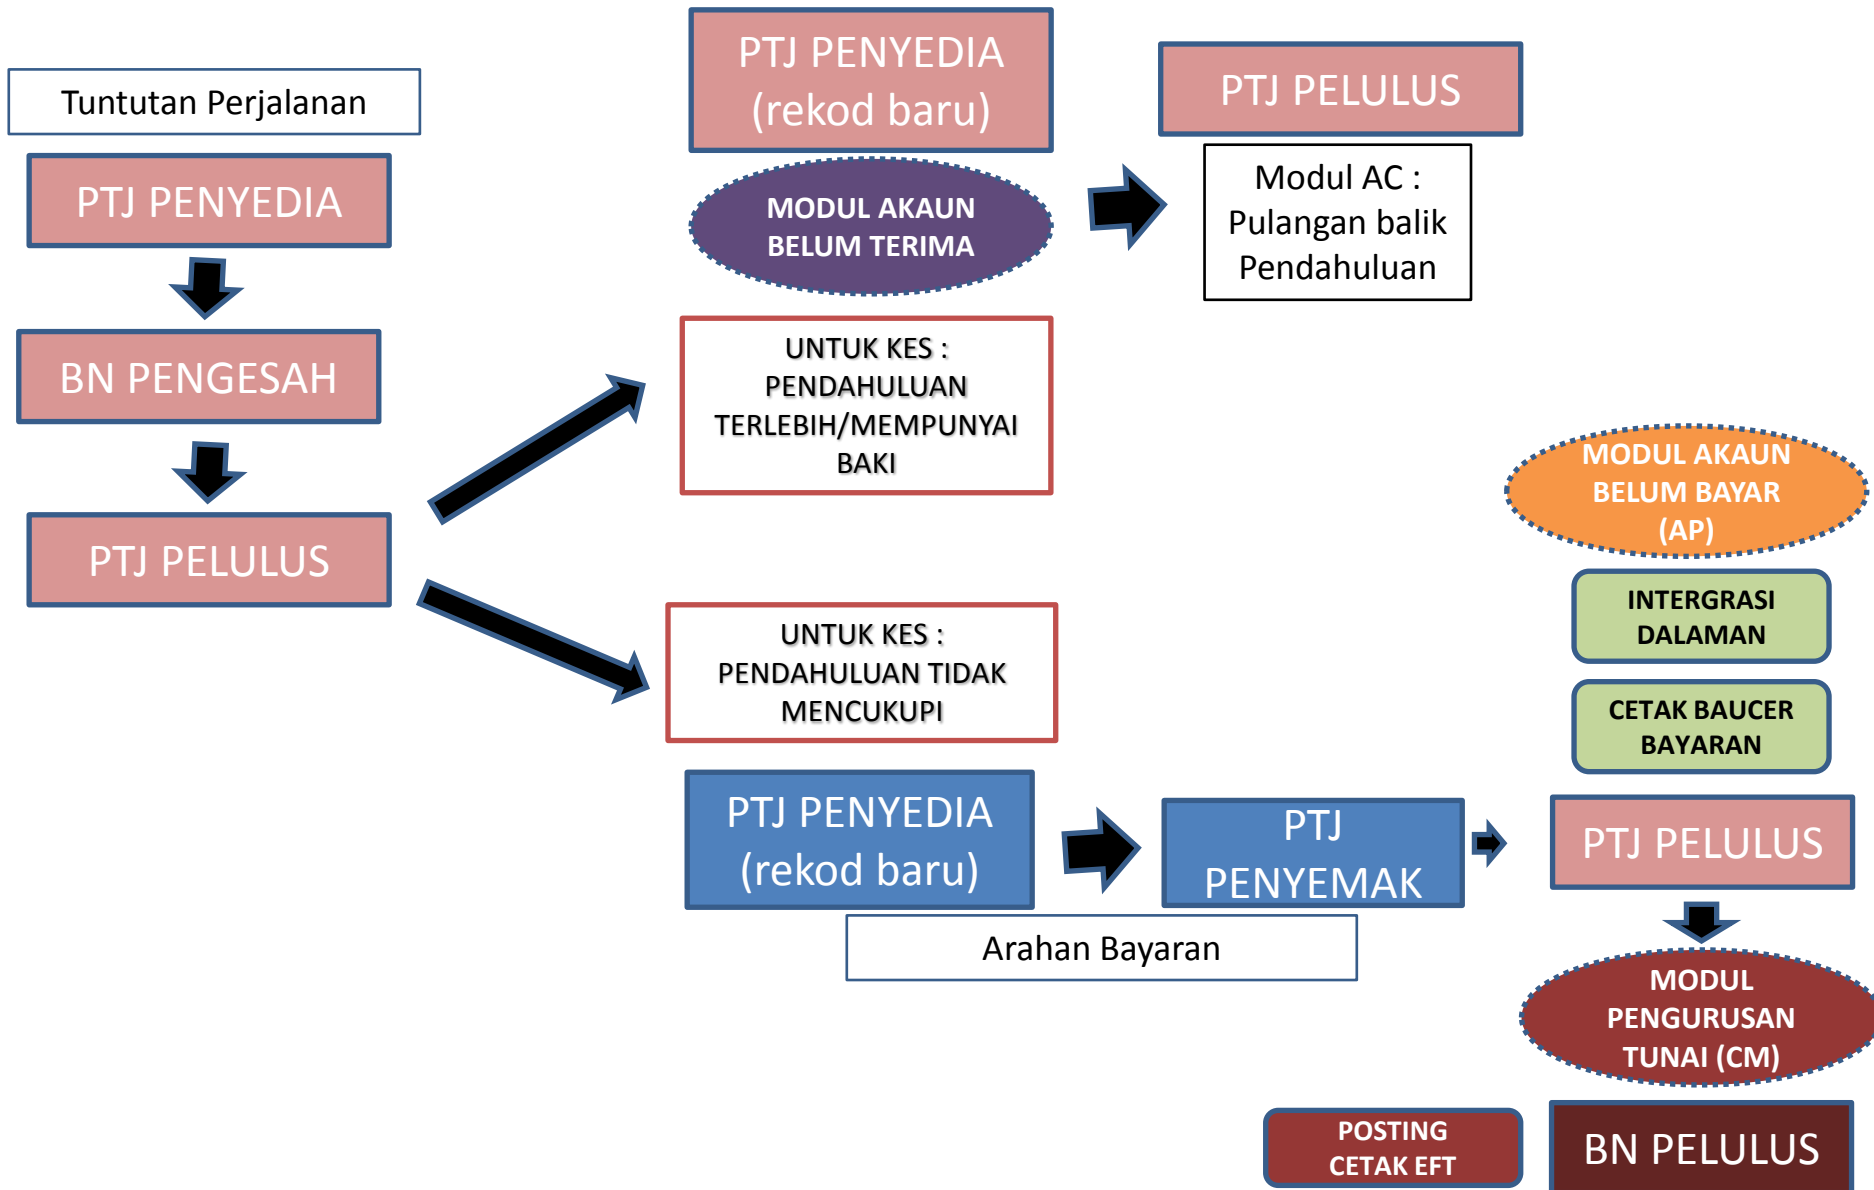 Tuntutan Perjalanan
PTJ PENYEDIA
BN PENGESAH
PTJ PELULUS
PTJ PENYEDIA
(rekod baru)
MODUL AKAUN
BELUM TERIMA
PTJ PELULUS
Modul AC :
Pulangan balik
Pendahuluan
UNTUK KES :
PENDAHULUAN
TERLEBIH/MEMPUNYAI
BAKI
UNTUK KES :
PENDAHULUAN TIDAK
MENCUKUPI
PTJ PENYEDIA
(rekod baru)
PTJ
PENYEMAK
Arahan Bayaran
MODUL AKAUN
BELUM BAYAR
(AP)
INTERGRASI
DALAMAN
CETAK BAUCER
BAYARAN
PTJ PELULUS
MODUL
PENGURUSAN
TUNAI (CM)
POSTING
CETAK EFT
BN PELULUS